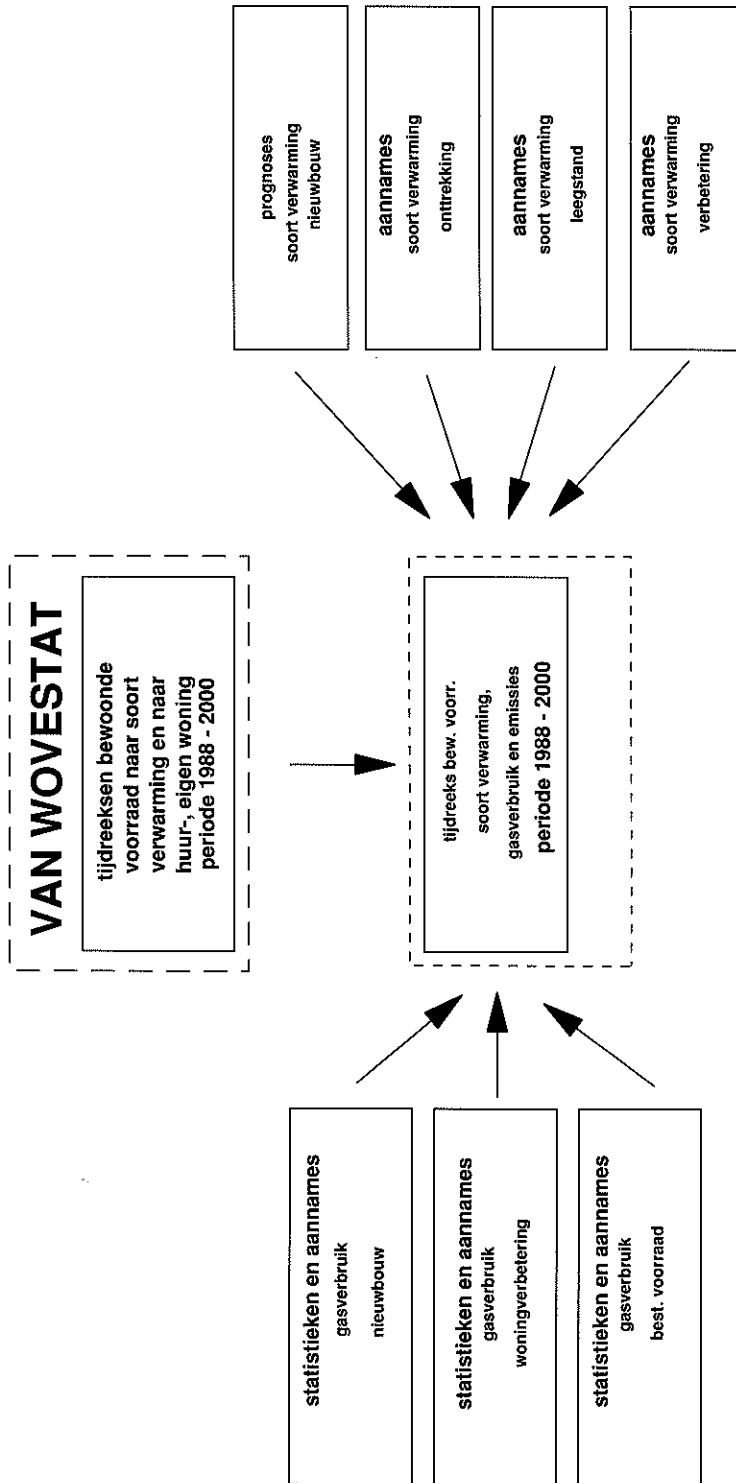 VAN WOVESTAT
tijdreeksen bewoonde
voorraad naar soort
verwarming en naar
huur-, eigen woning
periode 1988 - 2000
statistieken en aannames
gasverbruik
nieuwbouw
statistieken en aannames
gasverbruik
woningverbetering
statistieken en aannames
gasverbruik
best. voorraad
tijdreeks bew. voorr.
soort verwarming,
gasverbruik en emissies
periode 1988 - 2000
prognoses
soort verwarming
nieuwbouw
aannames
soort verwarming
onttrekking
aannames
soort verwarming
leegstand
aannames
soort verwarming
verbetering